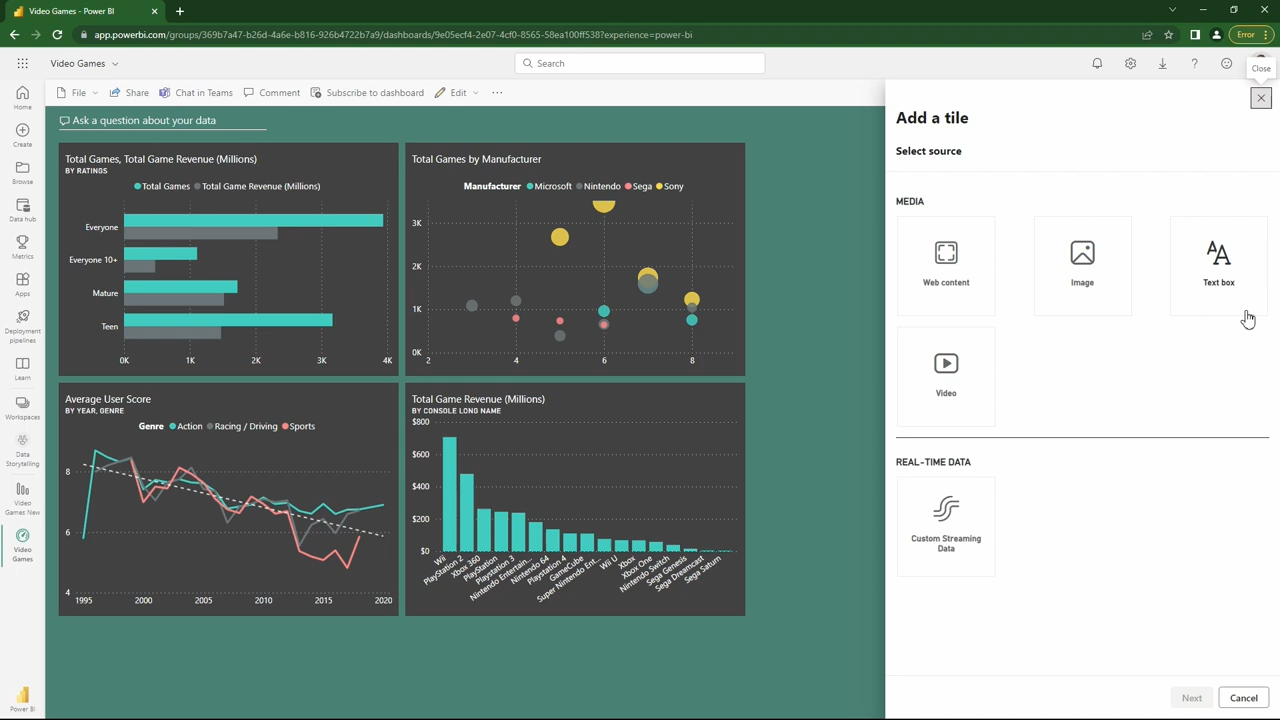 Video Games - Power BI
app.powerbi.com/groups/369b7a47-b26d-4a6e-b816-926b4722b7a9/dashboards/9e05ecf4-2e07-4cf0-8565-58ea100ff538?experience=power-bi
Error
Video Games
Search
Close
File
Share
Chat in Teams
Comment
Subscribe to dashboard
Edit
Home
Create
Browse
Data hub
Metrics
Apps
Deployment
pipelines
Learn
Workspaces
Data
Storytelling
Video
Games New
Video
Games
Power BI
Ask a question about your data
Total Games, Total Game Revenue (Millions)
BY RATINGS
Total Games Total Game Revenue (Millions)
Everyone
Everyone 10+
Mature
Teen
0K 1K 2K 3K 4K
Total Games by Manufacturer
Manufacturer Microsoft Nintendo Sega Sony
3K
2K
1K
0K
2 4 6 8
Average User Score
BY YEAR, GENRE
Genre Action Racing / Driving Sports
8
6
4
1995 2000 2005 2010 2015 2020
Total Game Revenue (Millions)
BY CONSOLE LONG NAME
$800
$600
$400
$200
$0
Wii
PlayStation 2
Xbox 360
PlayStation
Playstation 3
Nintendo Entertain...
Nintendo 64
Playstation 4
GameCube
Super Nintendo Ent...
Wii U
Xbox
Xbox One
Nintendo Switch
Sega Genesis
Sega Dreamcast
Sega Saturn
Add a tile
Select source
MEDIA
Web content
Image
Text box
Video
REAL-TIME DATA
Custom Streaming
Data
Next
Cancel